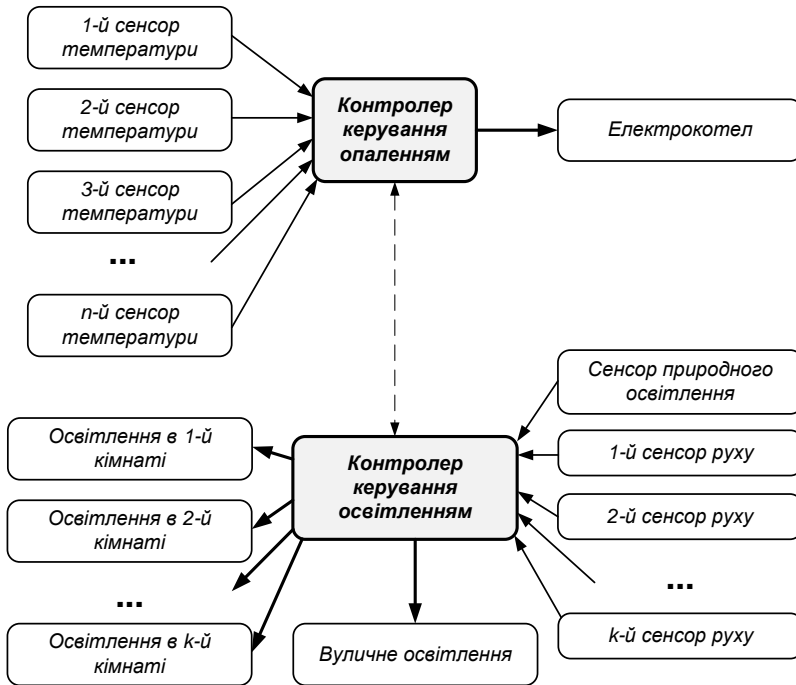 1-й сенсор
температури
2-й сенсор
температури
3-й сенсор
температури
...
n-й сенсор
температури
Контролер
керування
опаленням
Електрокотел
Освітлення в 1-й
кімнаті
Освітлення в 2-й
кімнаті
...
Освітлення в k-й
кімнаті
Контролер
керування
освітленням
Вуличне освітлення
Сенсор природного
освітлення
1-й сенсор руху
2-й сенсор руху
...
k-й сенсор руху